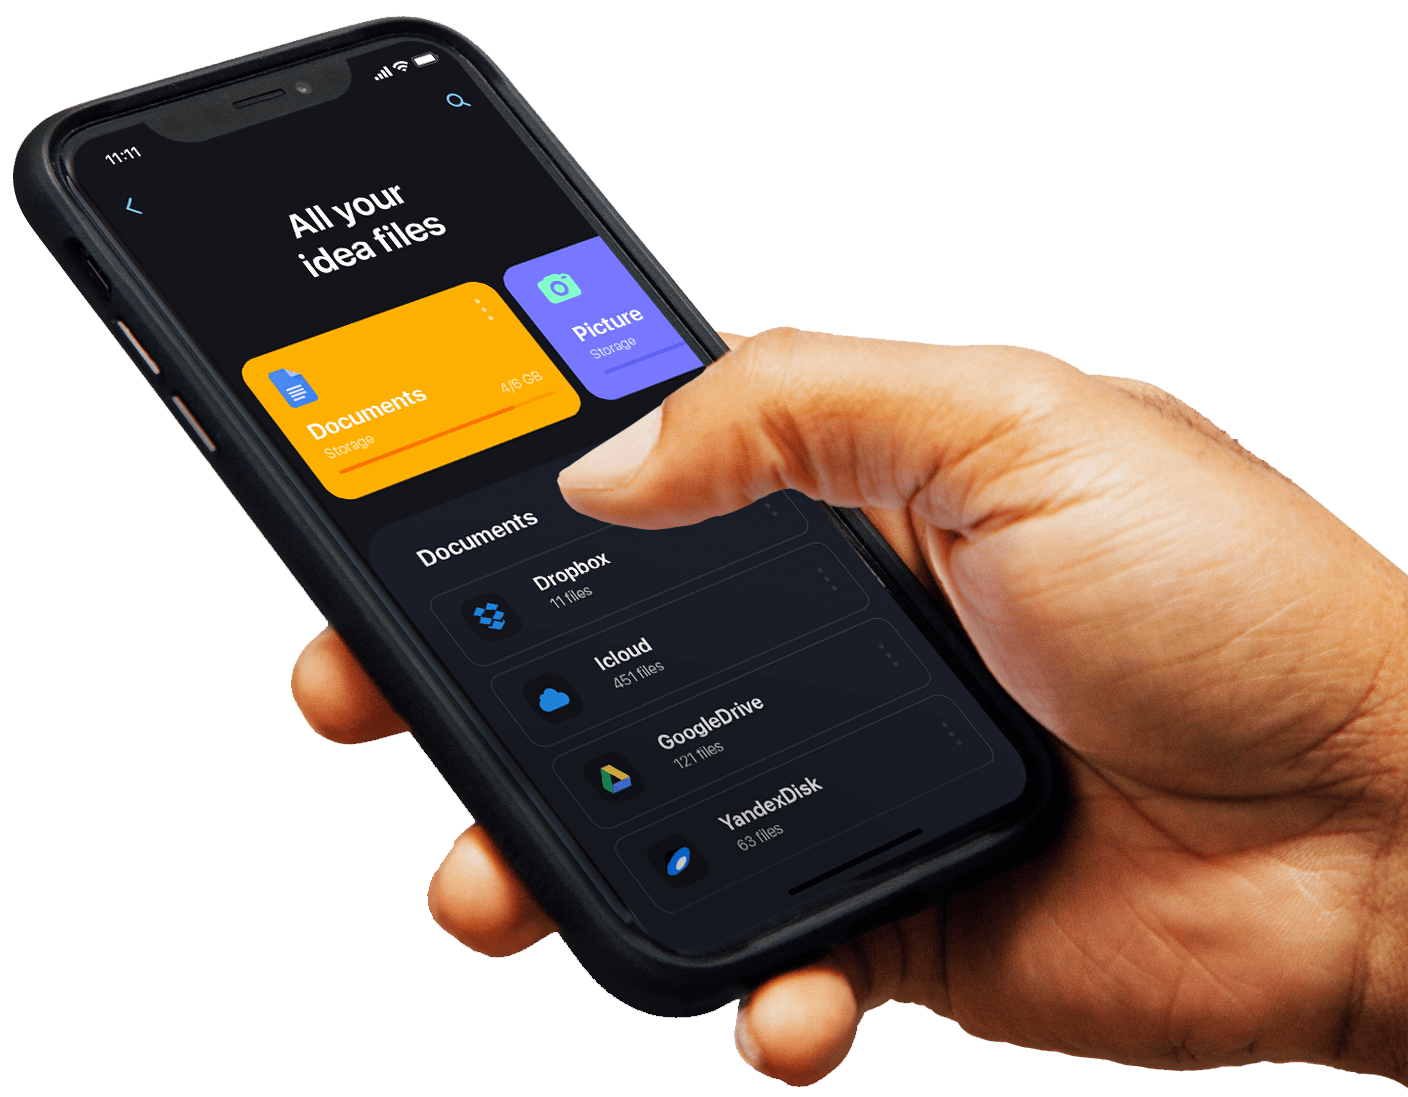 11:11
All your
idea files
Documents
Storage
4/6 GB
Picture
Storage
Documents
Dropbox
11 files
Icloud
451 files
GoogleDrive
121 files
YandexDisk
63 files